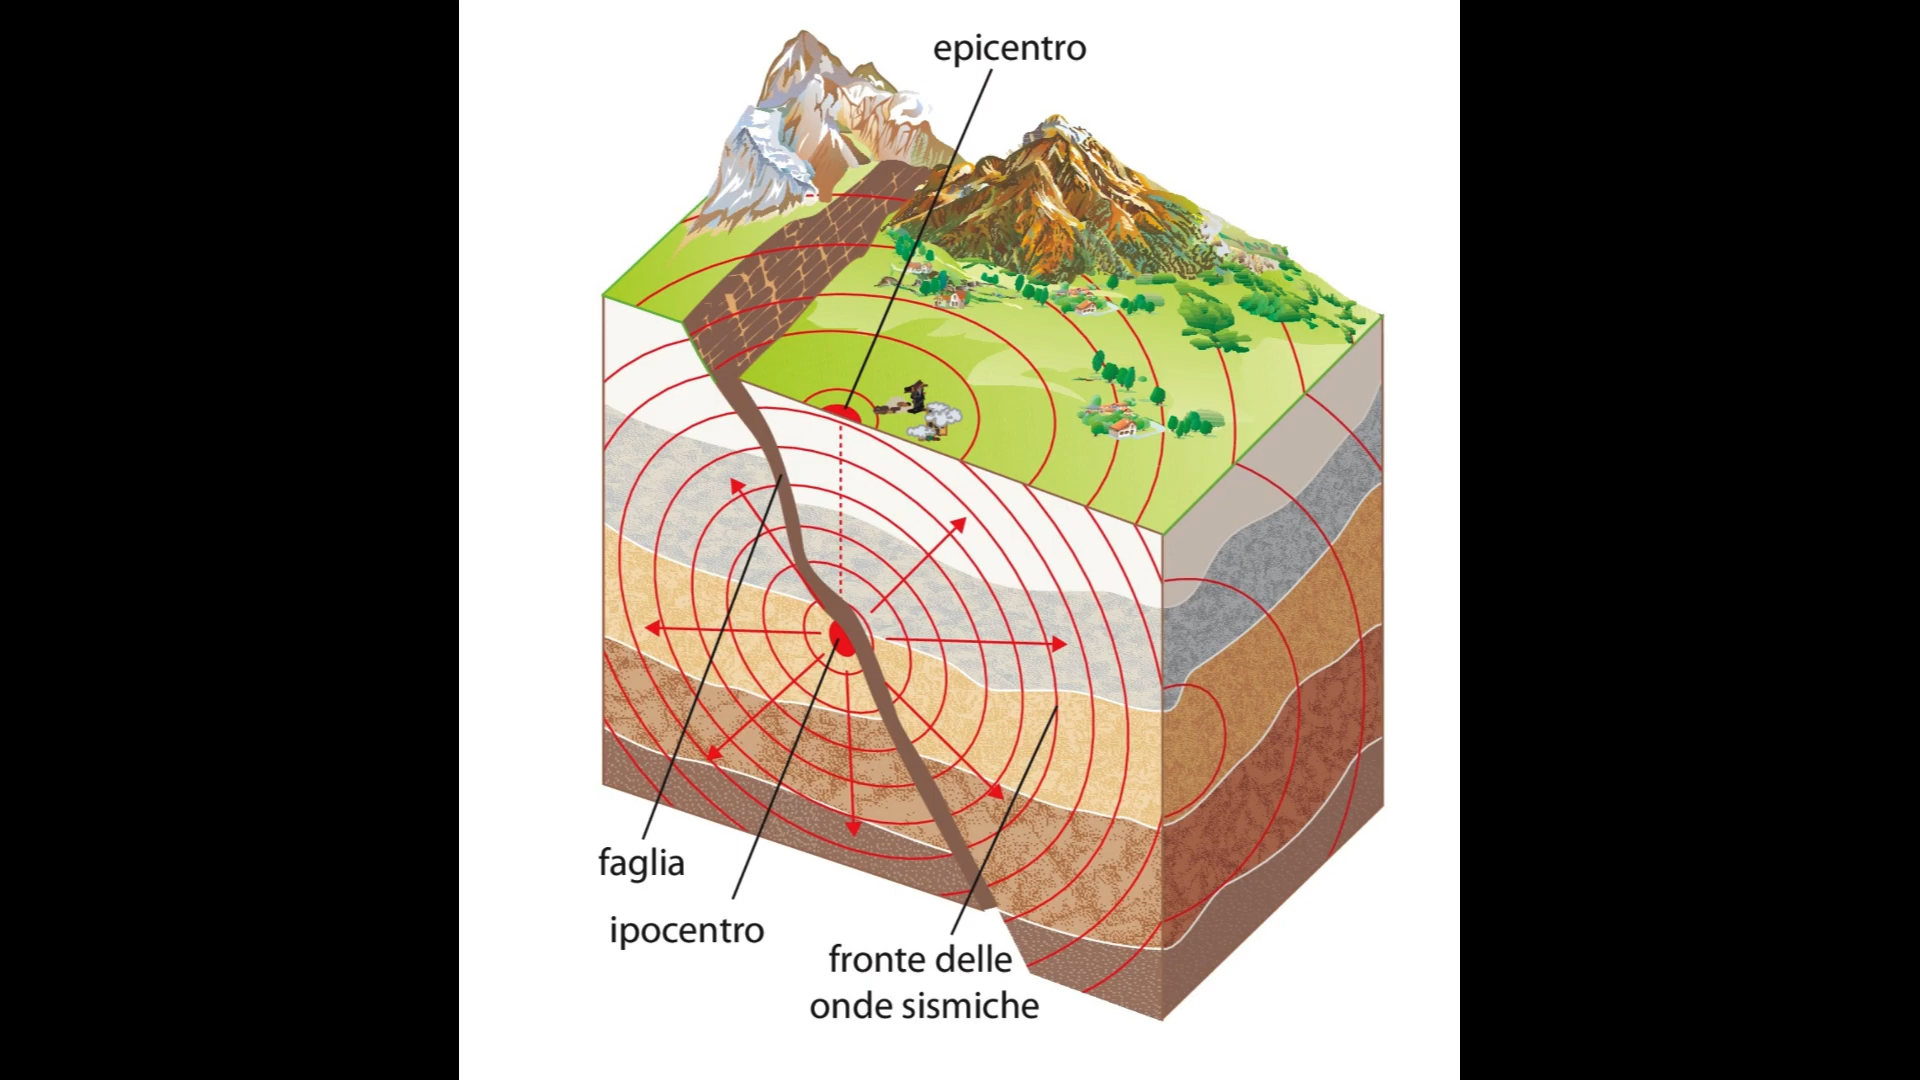 epicentro
faglia
ipocentro
fronte delle
onde sismiche